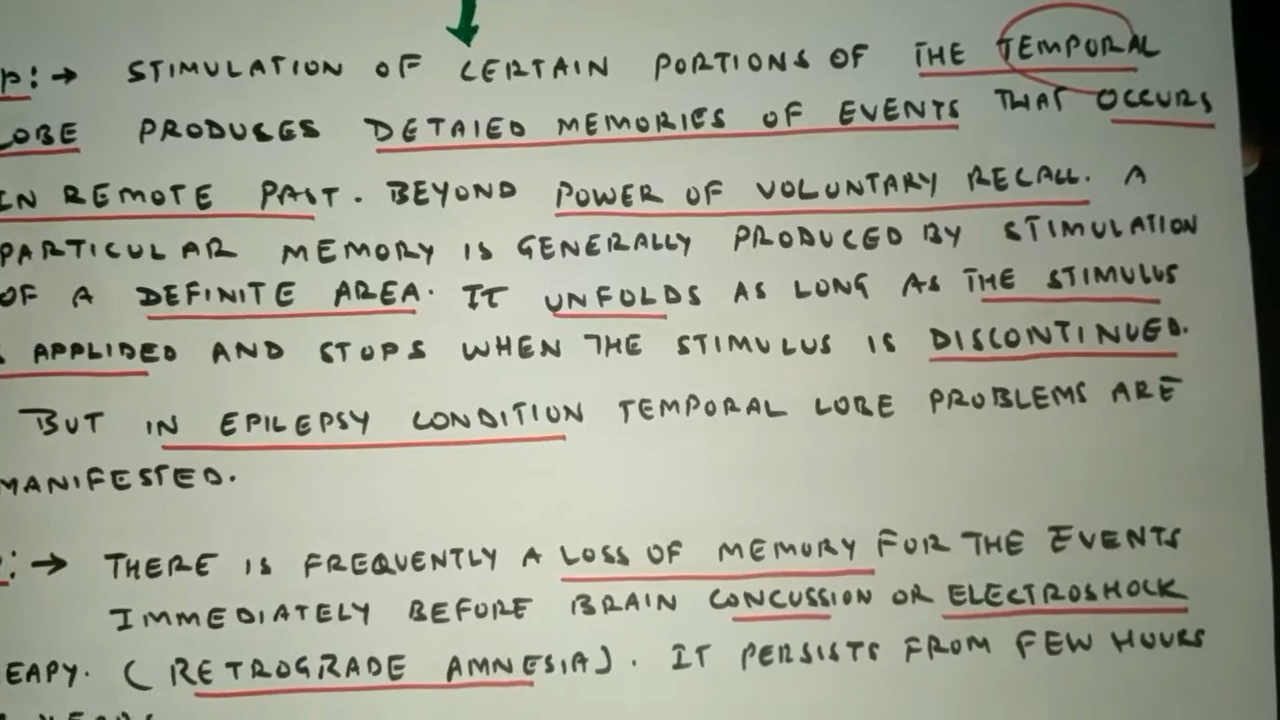 P:→ STIMULATION OF CERTAIN PORTIONS OF THE TEMPORAL
OBE PRODUCES DETAIED MEMORIES OF EVENTS THAT OCCURS
IN REMOTE PAST. BEYOND POWER OF VOLUNTARY RECALL. A
PARTICULAR MEMORY IS GENERALLY PRODUCED BY STIMULATION
OF A DEFINITE AREA. IT UNFOLDS AS LONG AS THE STIMULUS
S APPLIDED AND STOPS WHEN THE STIMULUS IS DISCONTINUED.
BUT IN EPILEPSY CONDITION TEMPORAL LOBE PROBLEMS ARE
MANIFESTED.
:→ THERE IS FREQUENTLY A LOSS OF MEMORY FOR THE EVENTS
IMMEDIATELY BEFORE BRAIN CONCUSSION OR ELECTROSHOCK
EAPY. (RETROGRADE AMNESIA). IT PERSISTS FROM FEW HOURS